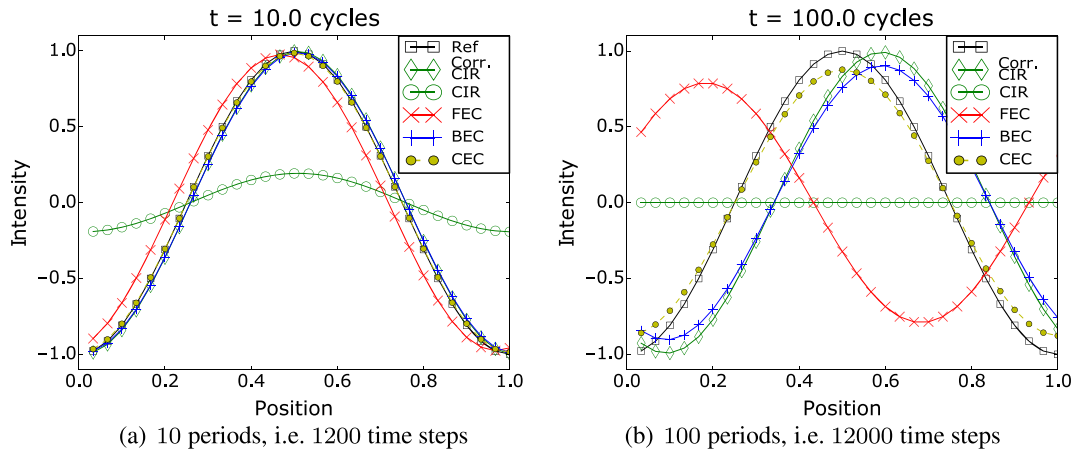 t = 10.0 cycles
Intensity
1.0
0.5
0.0
−0.5
−1.0
0.0
0.2
0.4
0.6
0.8
1.0
Position
Ref
Corr.
CIR
CIR
FEC
BEC
CEC
(a) 10 periods, i.e. 1200 time steps
t = 100.0 cycles
Intensity
1.0
0.5
0.0
−0.5
−1.0
0.0
0.2
0.4
0.6
0.8
1.0
Position
Corr.
CIR
CIR
FEC
BEC
CEC
(b) 100 periods, i.e. 12000 time steps